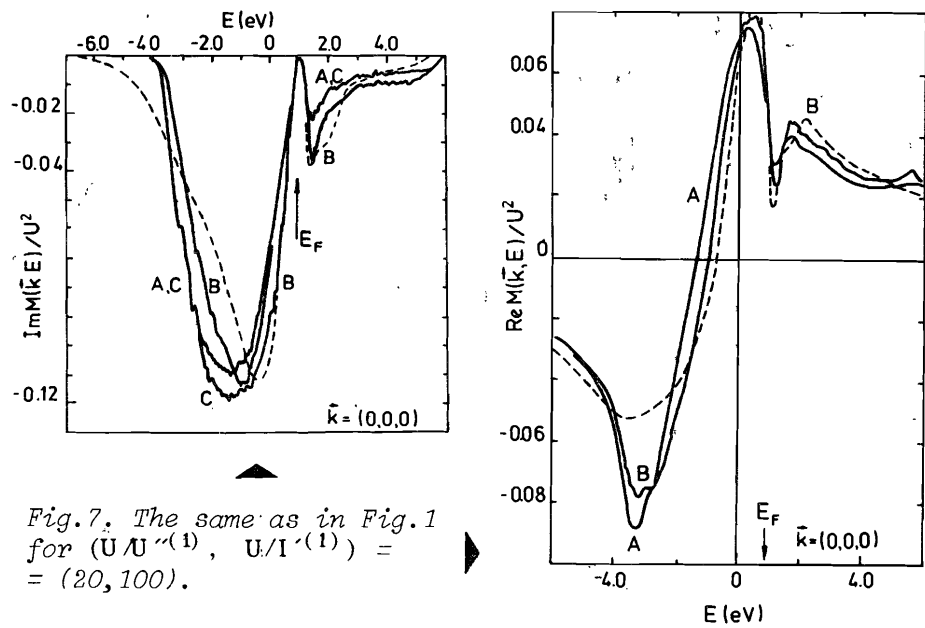 E(eV)
-6.0 -4.0 -2.0 0 2.0 4.0
-0.02
-0.04
-0.12
ImM(k⃗E)/U²
A,C
B
E_F
A,C
B
B
C
k⃗=(0,0,0)
Fig.7. The same as in Fig.1
for (U/U''⁽¹⁾, U/I'⁽¹⁾) =
= (20,100).
0.06
0.04
0
-0.06
-0.08
ReM(k⃗,E)/U²
A
B
B
A
E_F
k⃗=(0,0,0)
-4.0 0 4.0
E(eV)